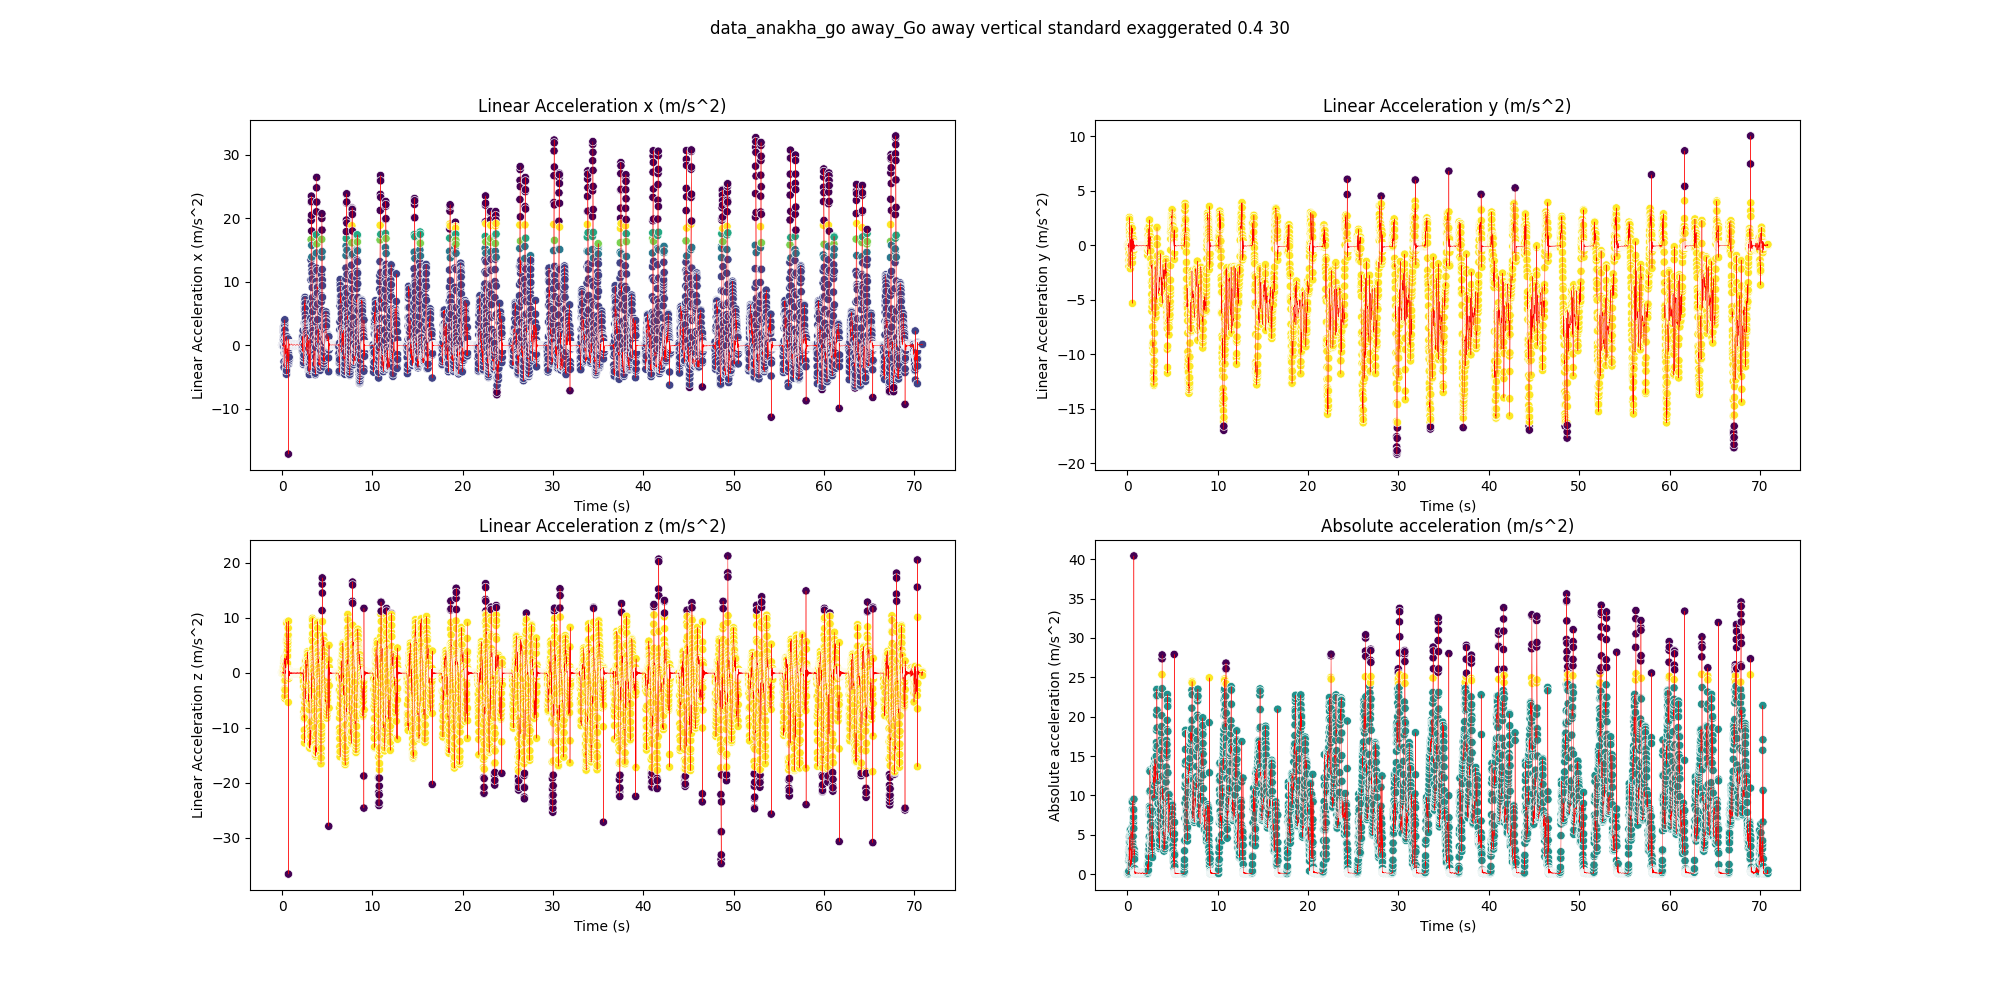 data_anakha_go away_Go away vertical standard exaggerated 0.4 30
Linear Acceleration x (m/s^2)
Linear Acceleration x (m/s^2)
30
20
10
0
−10
0 10 20 30 40 50 60 70
Time (s)
Linear Acceleration y (m/s^2)
Linear Acceleration y (m/s^2)
10
5
0
−5
−10
−15
−20
0 10 20 30 40 50 60 70
Time (s)
Linear Acceleration z (m/s^2)
Linear Acceleration z (m/s^2)
20
10
0
−10
−20
−30
0 10 20 30 40 50 60 70
Time (s)
Absolute acceleration (m/s^2)
Absolute acceleration (m/s^2)
40
35
30
25
20
15
10
5
0
0 10 20 30 40 50 60 70
Time (s)